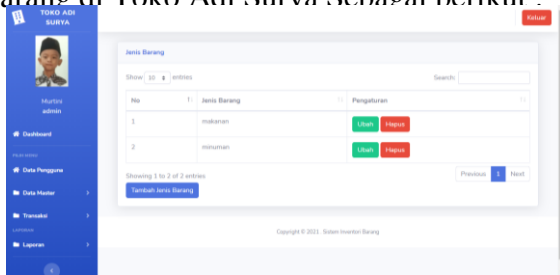 arang di Toko Adi Surya sebagai berikut :
TOKO ADI
SURYA
Keluar
Martini
admin
Dashboard
Data Pengguna
Data Master
Transaksi
LAPORAN
Laporan
Jenis Barang
Show 10 entries
Search:
No Jenis Barang Pengaturan
1 makanan Ubah Hapus
2 minuman Ubah Hapus
Showing 1 to 2 of 2 entries
Previous 1 Next
Tambah Jenis Barang
Copyright © 2021 . Sistem Inventori Barang